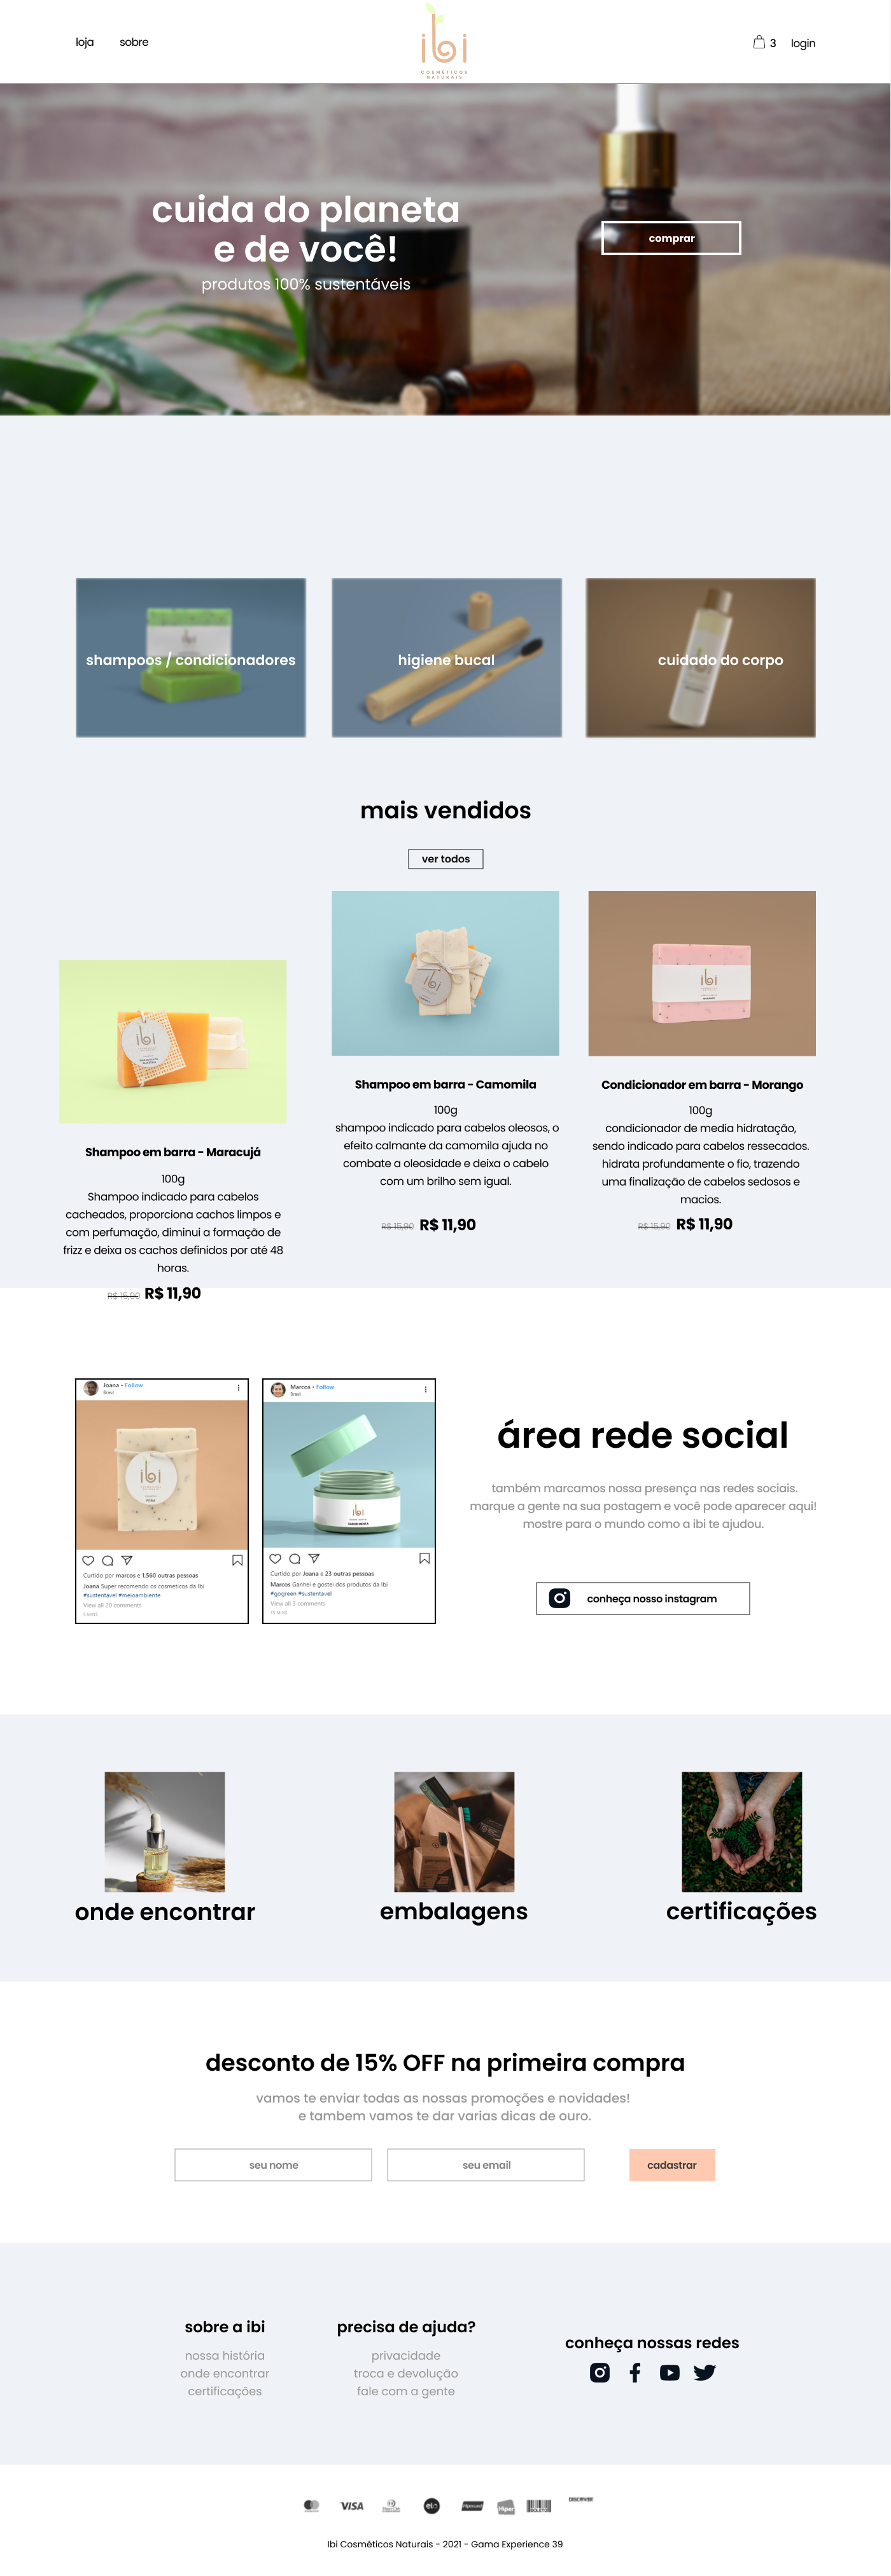 loja
sobre
ibi
COSMÉTICOS
NATURAIS
3
login
cuida do planeta
e de você!
produtos 100% sustentáveis
comprar
shampoos / condicionadores
higiene bucal
cuidado do corpo
mais vendidos
ver todos
ibi
Shampoo em barra - Maracujá
100g
Shampoo indicado para cabelos
cacheados, proporciona cachos limpos e
com perfumação, diminui a formação de
frizz e deixa os cachos definidos por até 48
horas.
R$ 15,90 R$ 11,90
ibi
Shampoo em barra - Camomila
100g
shampoo indicado para cabelos oleosos, o
efeito calmante da camomila ajuda no
combate a oleosidade e deixa o cabelo
com um brilho sem igual.
R$ 15,90 R$ 11,90
ibi
Condicionador em barra - Morango
100g
condicionador de media hidratação,
sendo indicado para cabelos ressecados.
hidrata profundamente o fio, trazendo
uma finalização de cabelos sedosos e
macios.
R$ 15,90 R$ 11,90
Joana • Follow
Brasil
ibi
Curtido por marcos e 1.560 outras pessoas
Joana Super recomendo os cosmeticos da Ibi
#sustentavel #meioambiente
View all 20 comments
Marcos • Follow
Brasil
ibi
Curtido por Joana e 23 outras pessoas
Marcos Ganhei e gostei dos produtos da Ibi
#gogreen #sustentavel
View all 3 comments
área rede social
também marcamos nossa presença nas redes sociais.
marque a gente na sua postagem e você pode aparecer aqui!
mostre para o mundo como a ibi te ajudou.
conheça nosso instagram
onde encontrar
embalagens
certificações
desconto de 15% OFF na primeira compra
vamos te enviar todas as nossas promoções e novidades!
e tambem vamos te dar varias dicas de ouro.
seu nome
seu email
cadastrar
sobre a ibi
nossa história
onde encontrar
certificações
precisa de ajuda?
privacidade
troca e devolução
fale com a gente
conheça nossas redes
VISA
elo
Hipercard
Hiper
BOLETO
DISCOVER
Ibi Cosméticos Naturais - 2021 - Gama Experience 39